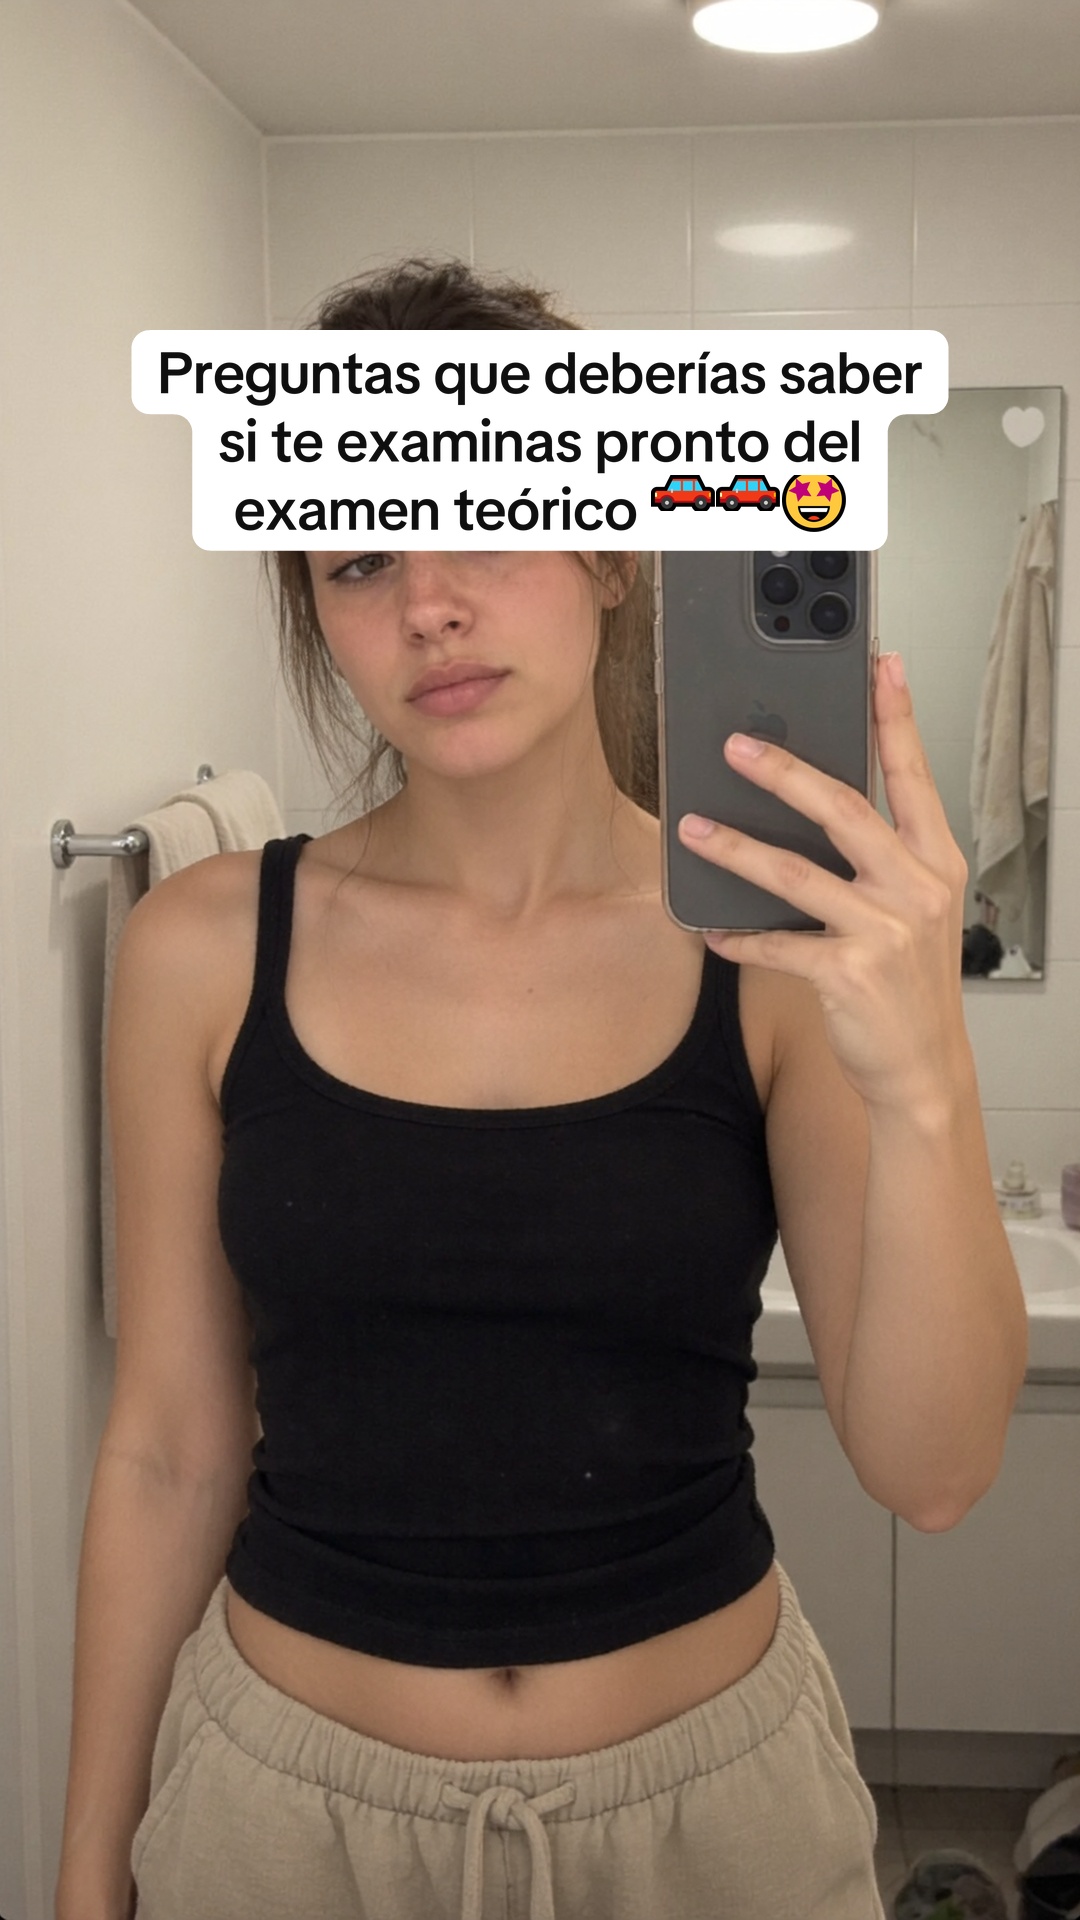 Preguntas que deberías saber
si te examinas pronto del
examen teórico 🚗🚗🤩